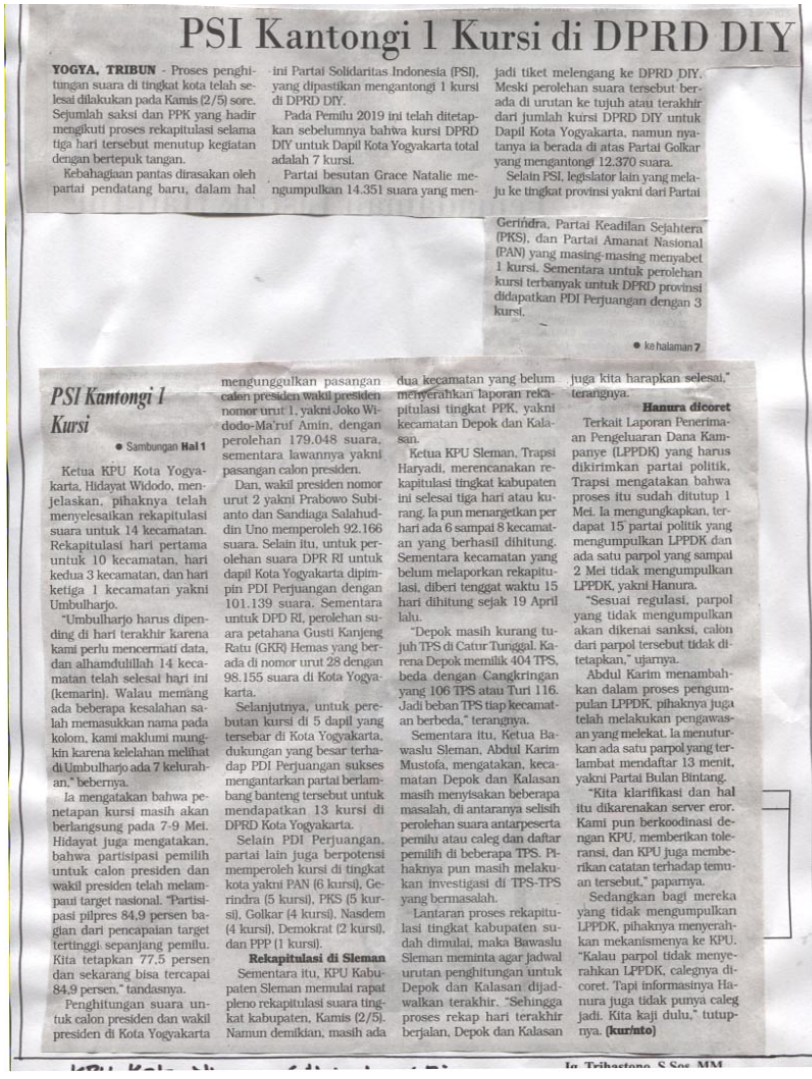 PSI Kantongi 1 Kursi di DPRD DIY
YOGYA, TRIBUN - Proses penghi-
tungan suara di tingkat kota telah se-
lesai dilakukan pada Kamis (2/5) sore.
Sejumlah saksi dan PPK yang hadir
mengikuti proses rekapitulasi selama
tiga hari tersebut menutup kegiatan
dengan bertepuk tangan.
Kebahagiaan pantas dirasakan oleh
partai pendatang baru, dalam hal
ini Partai Solidaritas Indonesia (PSI),
yang dipastikan mengantongi 1 kursi
di DPRD DIY.
Pada Pemilu 2019 ini telah ditetap-
kan sebelumnya bahwa kursi DPRD
DIY untuk Dapil Kota Yogyakarta total
adalah 7 kursi.
Partai besutan Grace Natalie me-
ngumpulkan 14.351 suara yang men-
jadi tiket melengang ke DPRD DIY.
Meski perolehan suara tersebut ber-
ada di urutan ke tujuh atau terakhir
dari jumlah kursi DPRD DIY untuk
Dapil Kota Yogyakarta, namun nya-
tanya ia berada di atas Partai Golkar
yang mengantongi 12.370 suara.
Selain PSI, legislator lain yang mela-
ju ke tingkat provinsi yakni dari Partai
Gerindra, Partai Keadilan Sejahtera
(PKS), dan Partai Amanat Nasional
(PAN) yang masing-masing menyabet
1 kursi. Sementara untuk perolehan
kursi terbanyak untuk DPRD provinsi
didapatkan PDI Perjuangan dengan 3
kursi.
● ke halaman 7
PSI Kantongi 1
Kursi
● Sambungan Hal 1
Ketua KPU Kota Yogya-
karta, Hidayat Widodo, men-
jelaskan, pihaknya telah
menyelesaikan rekapitulasi
suara untuk 14 kecamatan.
Rekapitulasi hari pertama
untuk 10 kecamatan, hari
kedua 3 kecamatan, dan hari
ketiga 1 kecamatan yakni
Umbulharjo.
"Umbulharjo harus dipen-
ding di hari terakhir karena
kami perlu mencermati data,
dan alhamdulillah 14 keca-
matan telah selesai hari ini
(kemarin). Walau memang
ada beberapa kesalahan sa-
lah memasukkan nama pada
kolom, kami maklumi mung-
kin karena kelelahan melihat
di Umbulharjo ada 7 kelurah-
an," bebernya.
Ia mengatakan bahwa pe-
netapan kursi masih akan
berlangsung pada 7-9 Mei.
Hidayat juga mengatakan,
bahwa partisipasi pemilih
untuk calon presiden dan
wakil presiden telah melam-
paui target nasional. "Partisi-
pasi pilpres 84,9 persen ba-
gian dari pencapaian target
tertinggi sepanjang pemilu.
Kita tetapkan 77,5 persen
dan sekarang bisa tercapai
84,9 persen," tandasnya.
Penghitungan suara un-
tuk calon presiden dan wakil
presiden di Kota Yogyakarta
mengunggulkan pasangan
calon presiden wakil presiden
nomor urut 1, yakni Joko Wi-
dodo-Ma'ruf Amin, dengan
perolehan 179.048 suara,
sementara lawannya yakni
pasangan calon presiden.
Dan, wakil presiden nomor
urut 2 yakni Prabowo Subi-
anto dan Sandiaga Salahud-
din Uno memperoleh 92.166
suara. Selain itu, untuk per-
olehan suara DPR RI untuk
dapil Kota Yogyakarta dipim-
pin PDI Perjuangan dengan
101.139 suara. Sementara
untuk DPD RI, perolehan su-
ara petahana Gusti Kanjeng
Ratu (GKR) Hemas yang ber-
ada di nomor urut 28 dengan
98.155 suara di Kota Yogya-
karta.
Selanjutnya, untuk pere-
butan kursi di 5 dapil yang
tersebar di Kota Yogyakarta,
dukungan yang besar terha-
dap PDI Perjuangan sukses
mengantarkan partai berlam-
bang banteng tersebut untuk
mendapatkan 13 kursi di
DPRD Kota Yogyakarta.
Selain PDI Perjuangan,
partai lain juga berpotensi
memperoleh kursi di tingkat
kota yakni PAN (6 kursi), Ge-
rindra (5 kursi), PKS (5 kur-
si), Golkar (4 kursi), Nasdem
(4 kursi), Demokrat (2 kursi),
dan PPP (1 kursi).
Rekapitulasi di Sleman
Sementara itu, KPU Kabu-
paten Sleman memulai rapat
pleno rekapitulasi suara ting-
kat kabupaten, Kamis (2/5).
Namun demikian, masih ada
dua kecamatan yang belum
menyerahkan laporan reka-
pitulasi tingkat PPK, yakni
kecamatan Depok dan Kala-
san.
Ketua KPU Sleman, Trapsi
Haryadi, merencanakan re-
kapitulasi tingkat kabupaten
ini selesai tiga hari atau ku-
rang. Ia pun menargetkan per
hari ada 6 sampai 8 kecamat-
an yang berhasil dihitung.
Sementara kecamatan yang
belum melaporkan rekapitu-
lasi, diberi tenggat waktu 15
hari dihitung sejak 19 April
lalu.
"Depok masih kurang tu-
juh TPS di Catur Tunggal. Ka-
rena Depok memilik 404 TPS,
beda dengan Cangkringan
yang 106 TPS atau Turi 116.
Jadi beban TPS tiap kecamat-
an berbeda," terangnya.
Sementara itu, Ketua Ba-
waslu Sleman, Abdul Karim
Mustofa, mengatakan, keca-
matan Depok dan Kalasan
masih menyisakan beberapa
masalah, di antaranya selisih
perolehan suara antarpeserta
pemilu atau caleg dan daftar
pemilih di beberapa TPS. Pi-
haknya pun masih melaku-
kan investigasi di TPS-TPS
yang bermasalah.
Lantaran proses rekapitu-
lasi tingkat kabupaten su-
dah dimulai, maka Bawaslu
Sleman meminta agar jadwal
urutan penghitungan untuk
Depok dan Kalasan dijad-
walkan terakhir. "Sehingga
proses rekap hari terakhir
berjalan, Depok dan Kalasan
juga kita harapkan selesai,"
terangnya.
Hanura dicoret
Terkait Laporan Penerima-
an Pengeluaran Dana Kam-
panye (LPPDK) yang harus
dikirimkan partai politik,
Trapsi mengatakan bahwa
proses itu sudah ditutup 1
Mei. Ia mengungkapkan, ter-
dapat 15 partai politik yang
mengumpulkan LPPDK dan
ada satu parpol yang sampai
2 Mei tidak mengumpulkan
LPPDK, yakni Hanura.
"Sesuai regulasi, parpol
yang tidak mengumpulkan
akan dikenai sanksi, calon
dari parpol tersebut tidak di-
tetapkan," ujarnya.
Abdul Karim menambah-
kan dalam proses pengum-
pulan LPPDK, pihaknya juga
telah melakukan pengawas-
an yang melekat. Ia menutur-
kan ada satu parpol yang ter-
lambat mendaftar 13 menit,
yakni Partai Bulan Bintang.
"Kita klarifikasi dan hal
itu dikarenakan server eror.
Kami pun berkoodinasi de-
ngan KPU, memberikan tole-
ransi, dan KPU juga membe-
rikan catatan terhadap temu-
an tersebut," paparnya.
Sedangkan bagi mereka
yang tidak mengumpulkan
LPPDK, pihaknya menyerah-
kan mekanismenya ke KPU.
"Kalau parpol tidak menye-
rahkan LPPDK, calegnya di-
coret. Tapi informasinya Ha-
nura juga tidak punya caleg
jadi. Kita kaji dulu," tutup-
nya. (kur/nto)
Ig. Trihastono, S.Sos, MM